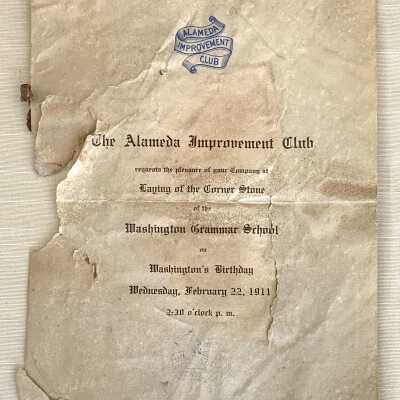 ALAMEDA
IMPROVEMENT
CLUB
The Alameda Improvement Club
requests the pleasure of your Company at
Laying of the Corner Stone
of the
Washington Grammar School
on
Washington's Birthday
Wednesday, February 22, 1911
2:30 o'clock p. m.